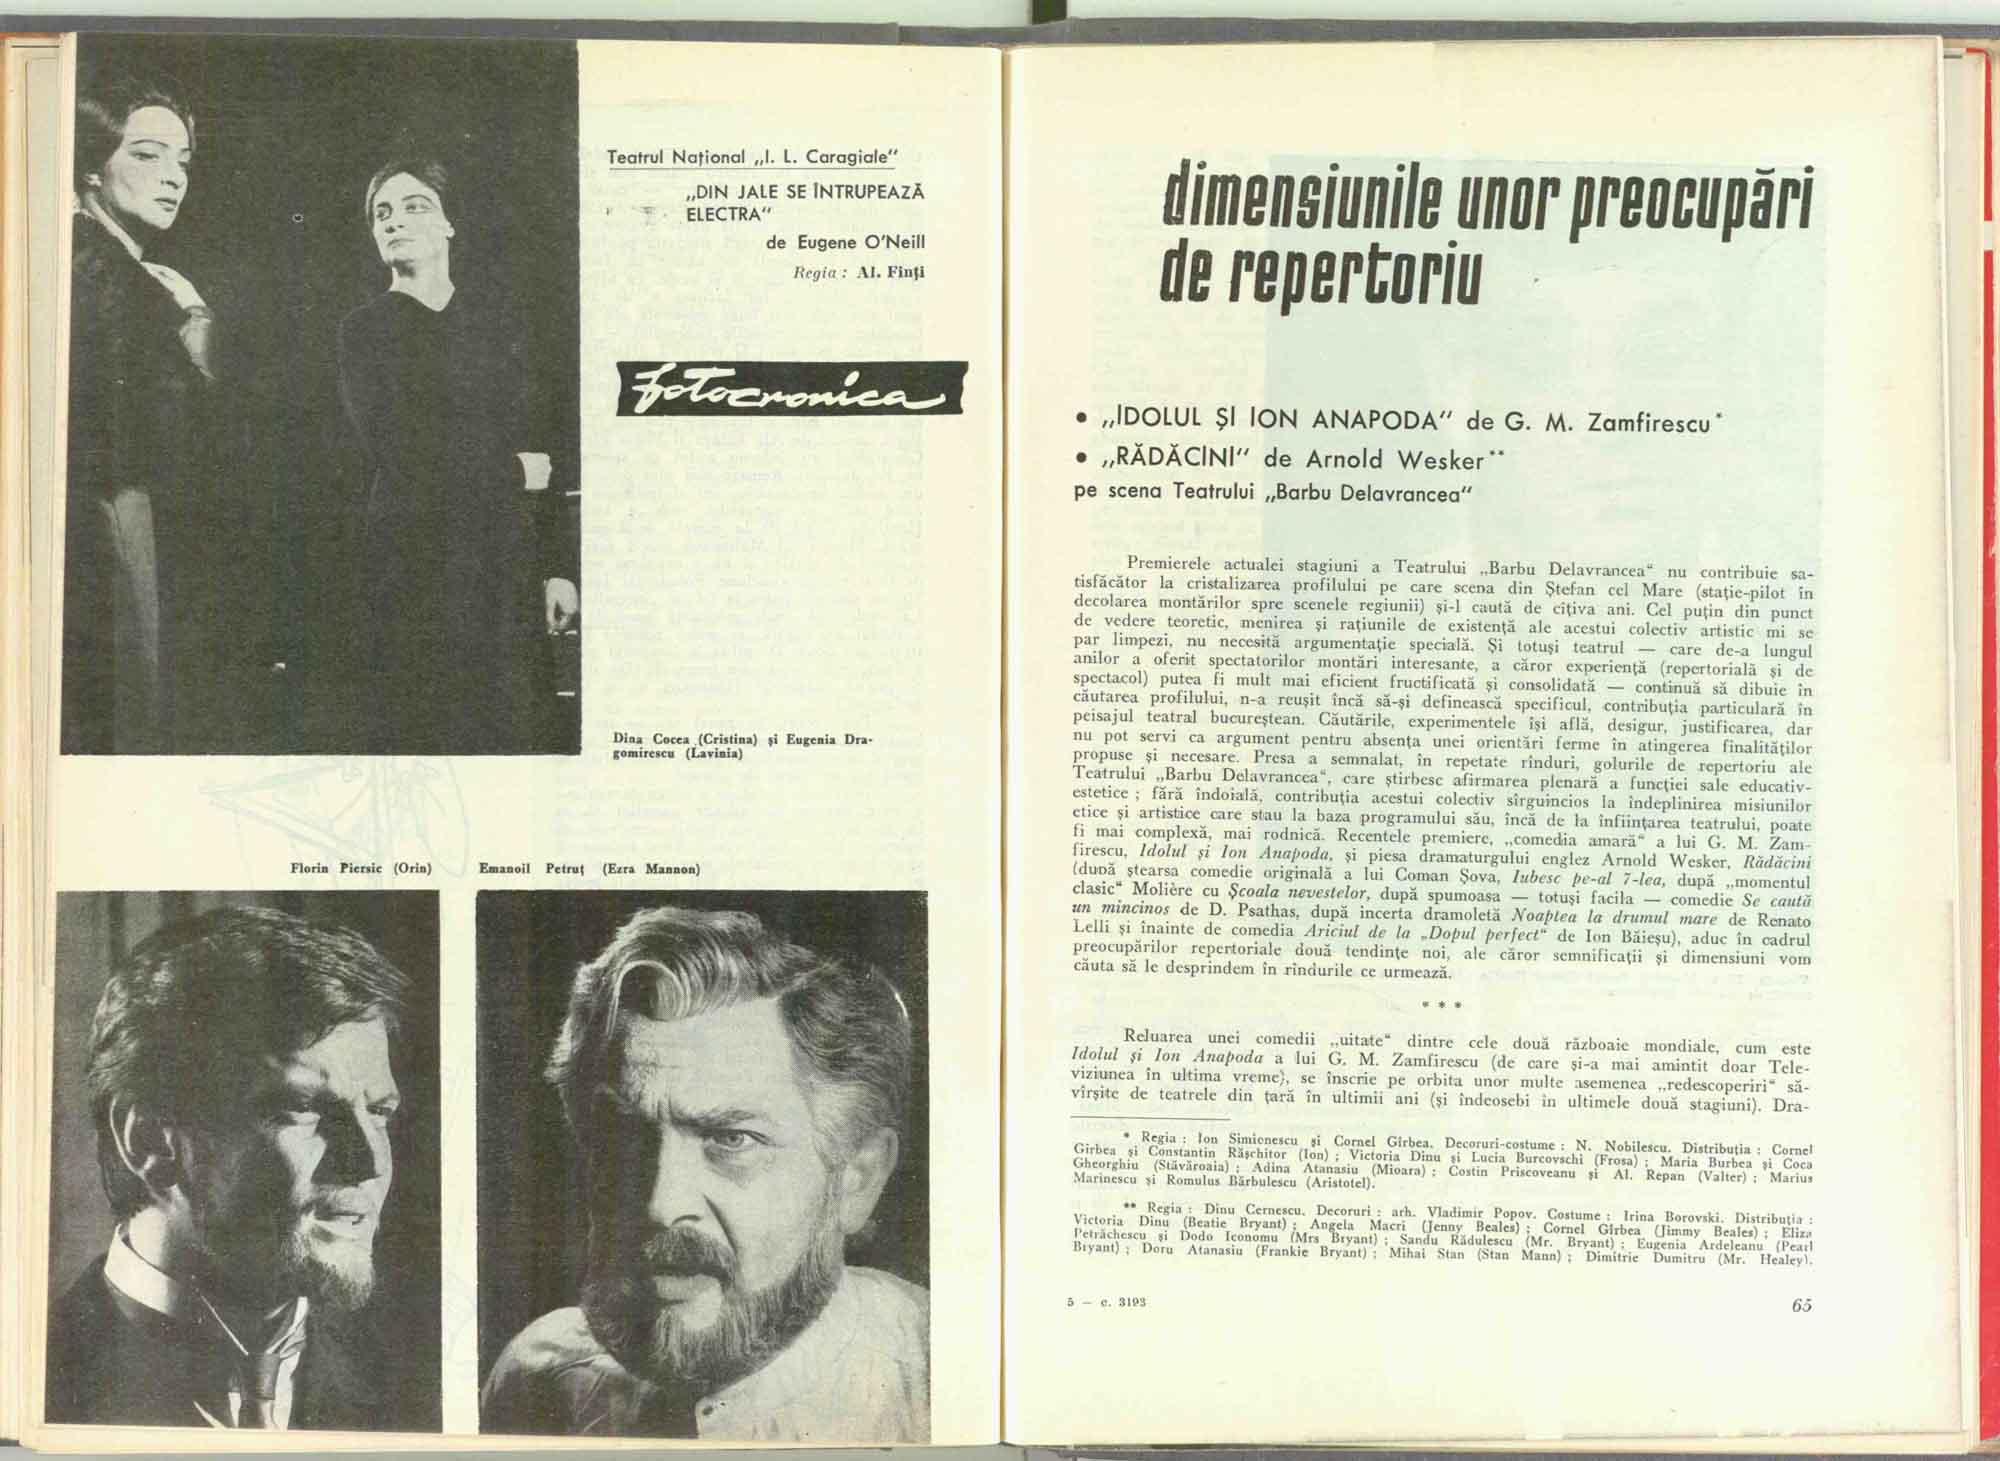 Teatrul Național „I. L. Caragiale“
„DIN JALE SE ÎNTRUPEAZĂ
ELECTRA“
de Eugene O'Neill
Regia : Al. Finți
fotocronica
Dina Cocea (Cristina) și Eugenia Dra-
gomirescu (Lavinia)
Florin Piersic (Orin)
Emanoil Petruț (Ezra Mannon)
dimensiunile unor preocupări
de repertoriu
• „IDOLUL ȘI ION ANAPODA“ de G. M. Zamfirescu*
• „RĂDĂCINI“ de Arnold Wesker**
pe scena Teatrului „Barbu Delavrancea“
Premierele actualei stagiuni a Teatrului „Barbu Delavrancea“ nu contribuie sa-
tisfăcător la cristalizarea profilului pe care scena din Ștefan cel Mare (stație-pilot în
decolarea montărilor spre scenele regiunii) și-l caută de cîțiva ani. Cel puțin din punct
de vedere teoretic, menirea și rațiunile de existență ale acestui colectiv artistic mi se
par limpezi, nu necesită argumentație specială. Și totuși teatrul — care de-a lungul
anilor a oferit spectatorilor montări interesante, a căror experiență (repertorială și de
spectacol) putea fi mult mai eficient fructificată și consolidată — continuă să dibuie în
căutarea profilului, n-a reușit încă să-și definească specificul, contribuția particulară în
peisajul teatral bucureștean. Căutările, experimentele își află, desigur, justificarea, dar
nu pot servi ca argument pentru absența unei orientări ferme în atingerea finalităților
propuse și necesare. Presa a semnalat, în repetate rînduri, golurile de repertoriu ale
Teatrului „Barbu Delavrancea“, care știrbesc afirmarea plenară a funcției sale educativ-
estetice ; fără îndoială, contribuția acestui colectiv sîrguincios la îndeplinirea misiunilor
etice și artistice care stau la baza programului său, încă de la înființarea teatrului, poate
fi mai complexă, mai rodnică. Recentele premiere, „comedia amară“ a lui G. M. Zam-
firescu, Idolul și Ion Anapoda, și piesa dramaturgului englez Arnold Wesker, Rădăcini
(după ștearsa comedie originală a lui Coman Șova, Iubesc pe-al 7-lea, după „momentul
clasic“ Molière cu Școala nevestelor, după spumoasa — totuși facila — comedie Se caută
un mincinos de D. Psathas, după incerta dramoletă Noaptea la drumul mare de Renato
Lelli și înainte de comedia Ariciul de la „Dopul perfect“ de Ion Băieșu), aduc în cadrul
preocupărilor repertoriale două tendințe noi, ale căror semnificații și dimensiuni vom
căuta să le desprindem în rîndurile ce urmează.
* * *
Reluarea unei comedii „uitate“ dintre cele două războaie mondiale, cum este
Idolul și Ion Anapoda a lui G. M. Zamfirescu (de care și-a mai amintit doar Tele-
viziunea în ultima vreme), se înscrie pe orbita unor multe asemenea „redescoperiri“ să-
vîrșite de teatrele din țară în ultimii ani (și îndeosebi în ultimele două stagiuni). Dra-
* Regia : Ion Simionescu și Cornel Gîrbea. Decoruri-costume : N. Nobilescu. Distribuția : Cornel
Gîrbea și Constantin Rășchitor (Ion) ; Victoria Dinu și Lucia Burcovschi (Frosa) ; Maria Burbea și Coca
Gheorghiu (Stăvăroaia) ; Adina Atanasiu (Mioara) ; Costin Priscoveanu și Al. Repan (Valter) ; Marius
Marinescu și Romulus Bărbulescu (Aristotel).
** Regia : Dinu Cernescu. Decoruri : arh. Vladimir Popov. Costume : Irina Borovski. Distribuția :
Victoria Dinu (Beatie Bryant) ; Angela Macri (Jenny Beales) ; Cornel Gîrbea (Jimmy Beales) ; Eliza
Petrăchescu și Dodo Iconomu (Mrs Bryant) ; Sandu Rădulescu (Mr. Bryant) ; Eugenia Ardeleanu (Pearl
Bryant) ; Doru Atanasiu (Frankie Bryant) ; Mihai Stan (Stan Mann) ; Dimitrie Dumitru (Mr. Healey).
5 — c. 3193
65